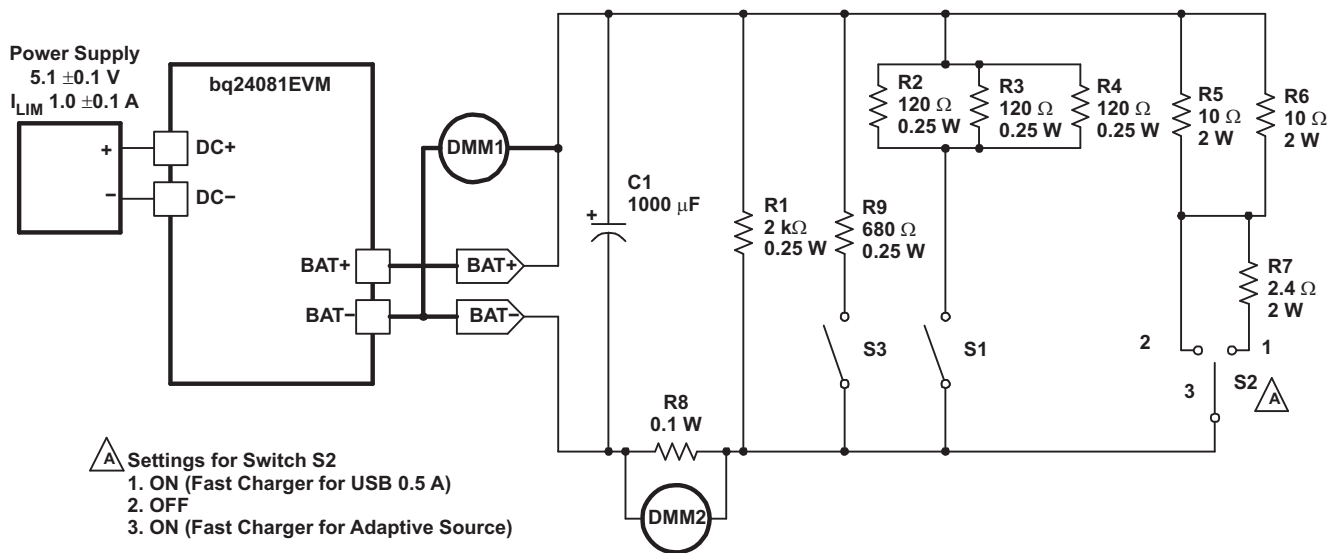 Power Supply
5.1 ±0.1 V
I_LIM 1.0 ±0.1 A
+
−
bq24081EVM
DC+
DC−
BAT+
BAT−
DMM1
BAT+
BAT−
+
C1
1000 μF
R1
2 kΩ
0.25 W
R9
680 Ω
0.25 W
R2
120 Ω
0.25 W
R3
120 Ω
0.25 W
R4
120 Ω
0.25 W
R5
10 Ω
2 W
R6
10 Ω
2 W
R7
2.4 Ω
2 W
S3
S1
2
1
3
S2
A
R8
0.1 W
DMM2
A Settings for Switch S2
1. ON (Fast Charger for USB 0.5 A)
2. OFF
3. ON (Fast Charger for Adaptive Source)